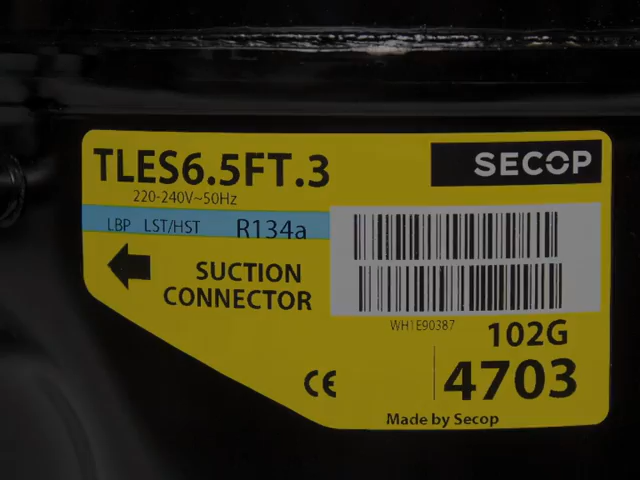 TLES6.5FT.3
SECOP
220-240V~50Hz
LBP LST/HST R134a
SUCTION
CONNECTOR
WH1E90387
102G
CE
4703
Made by Secop